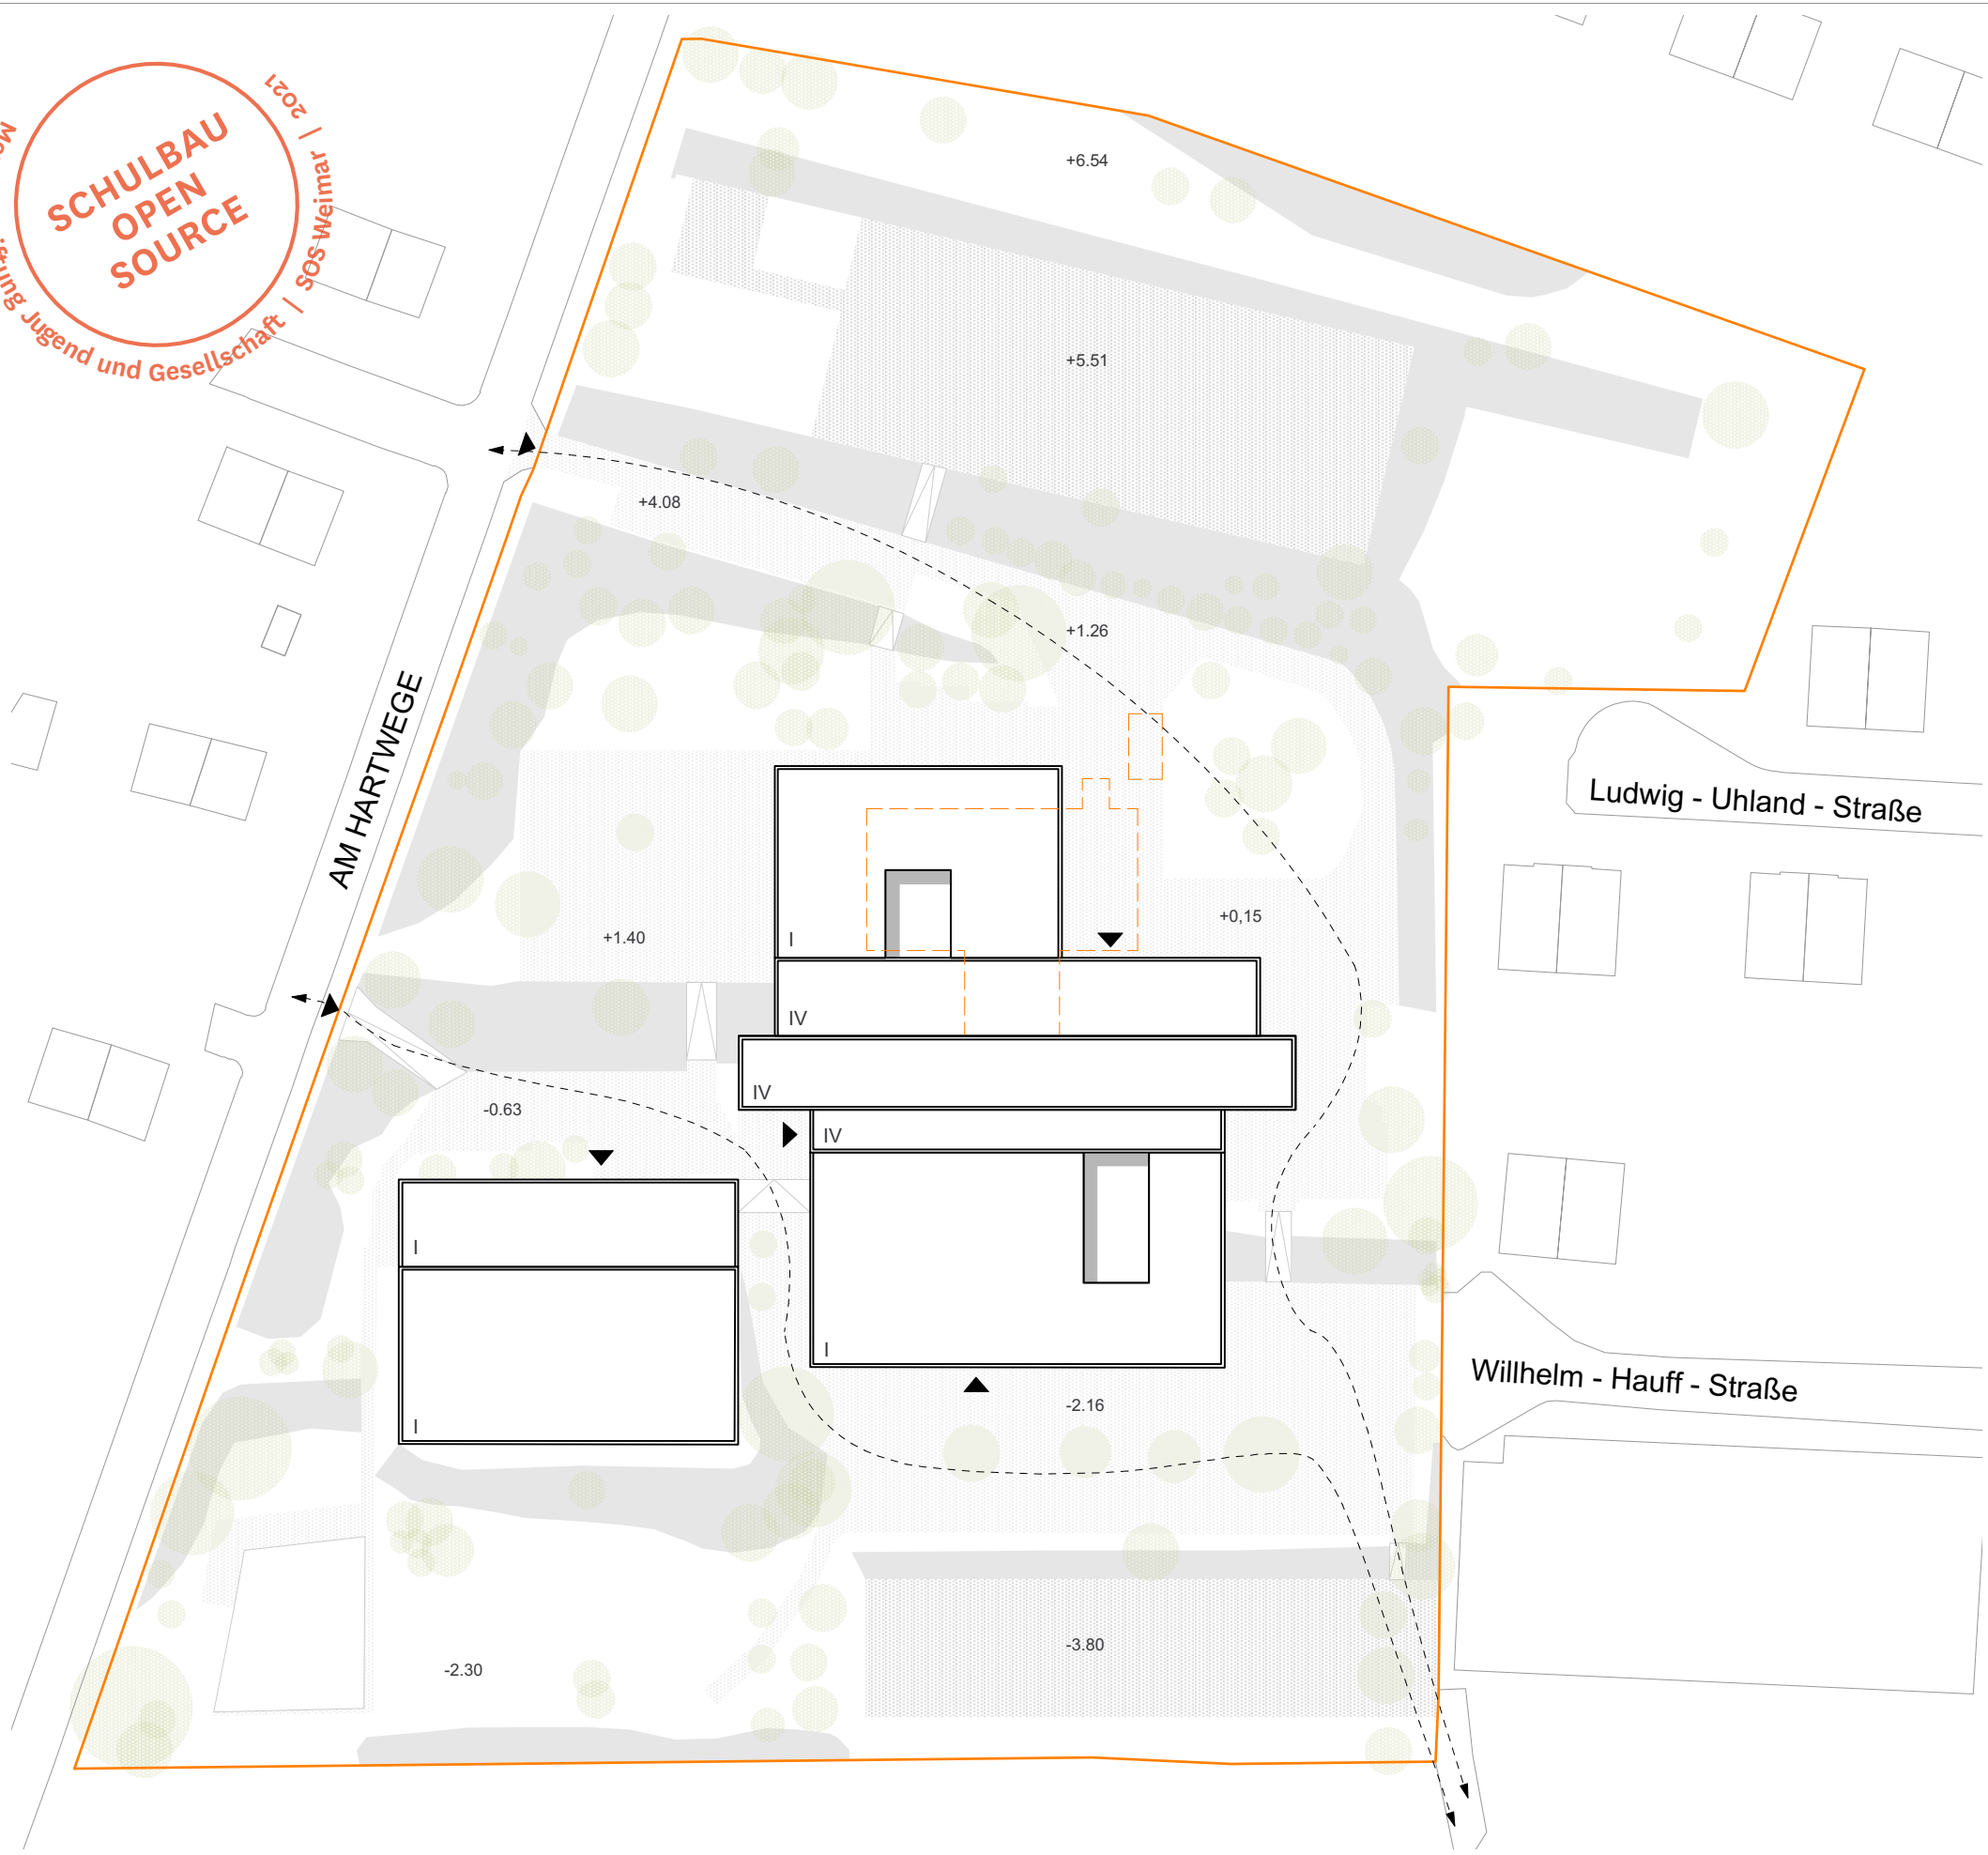 SCHULBAU
OPEN
SOURCE
Jugend und Gesellschaft | SOS Weimar | 2021
+6.54
+5.51
+4.08
+1.26
AM HARTWEGE
Ludwig - Uhland - Straße
+1.40
+0,15
I
IV
IV
IV
-0.63
I
I
I
Willhelm - Hauff - Straße
-2.16
-3.80
-2.30